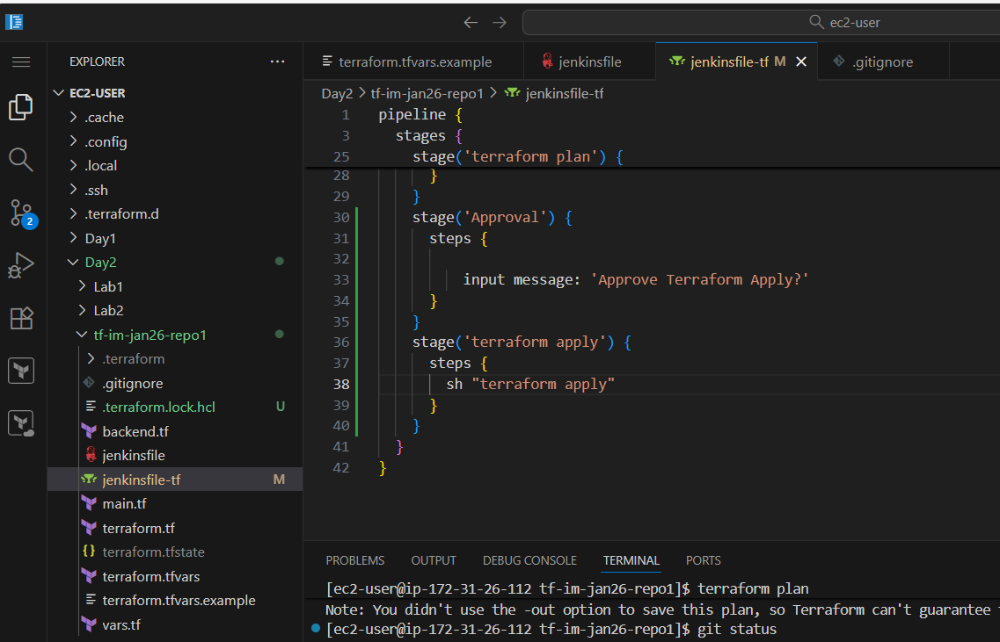 ec2-user
EXPLORER
EC2-USER
.cache
.config
.local
.ssh
.terraform.d
Day1
Day2
Lab1
Lab2
tf-im-jan26-repo1
.terraform
.gitignore
.terraform.lock.hcl U
backend.tf
jenkinsfile
jenkinsfile-tf M
main.tf
terraform.tf
terraform.tfstate
terraform.tfvars
terraform.tfvars.example
vars.tf
2
terraform.tfvars.example jenkinsfile jenkinsfile-tf M .gitignore
Day2 > tf-im-jan26-repo1 > jenkinsfile-tf
1 pipeline {
3 stages {
25 stage('terraform plan') {
28 }
29 }
30 stage('Approval') {
31 steps {
32
33 input message: 'Approve Terraform Apply?'
34 }
35 }
36 stage('terraform apply') {
37 steps {
38 sh "terraform apply"
39 }
40 }
41 }
42 }
PROBLEMS OUTPUT DEBUG CONSOLE TERMINAL PORTS
[ec2-user@ip-172-31-26-112 tf-im-jan26-repo1]$ terraform plan
Note: You didn't use the -out option to save this plan, so Terraform can't guarantee
[ec2-user@ip-172-31-26-112 tf-im-jan26-repo1]$ git status